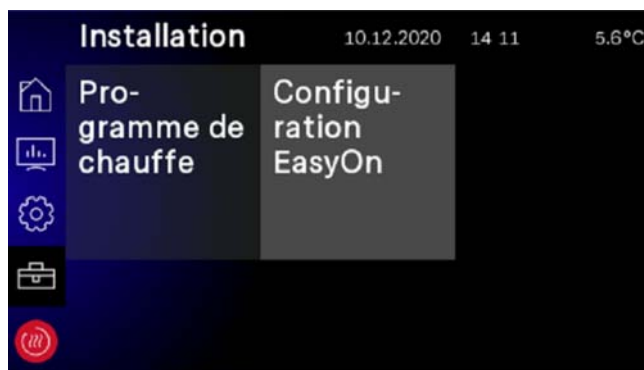 Installation 10.12.2020 14 11 5.6°C
Pro-
gramme de
chauffe
Configu-
ration
EasyOn